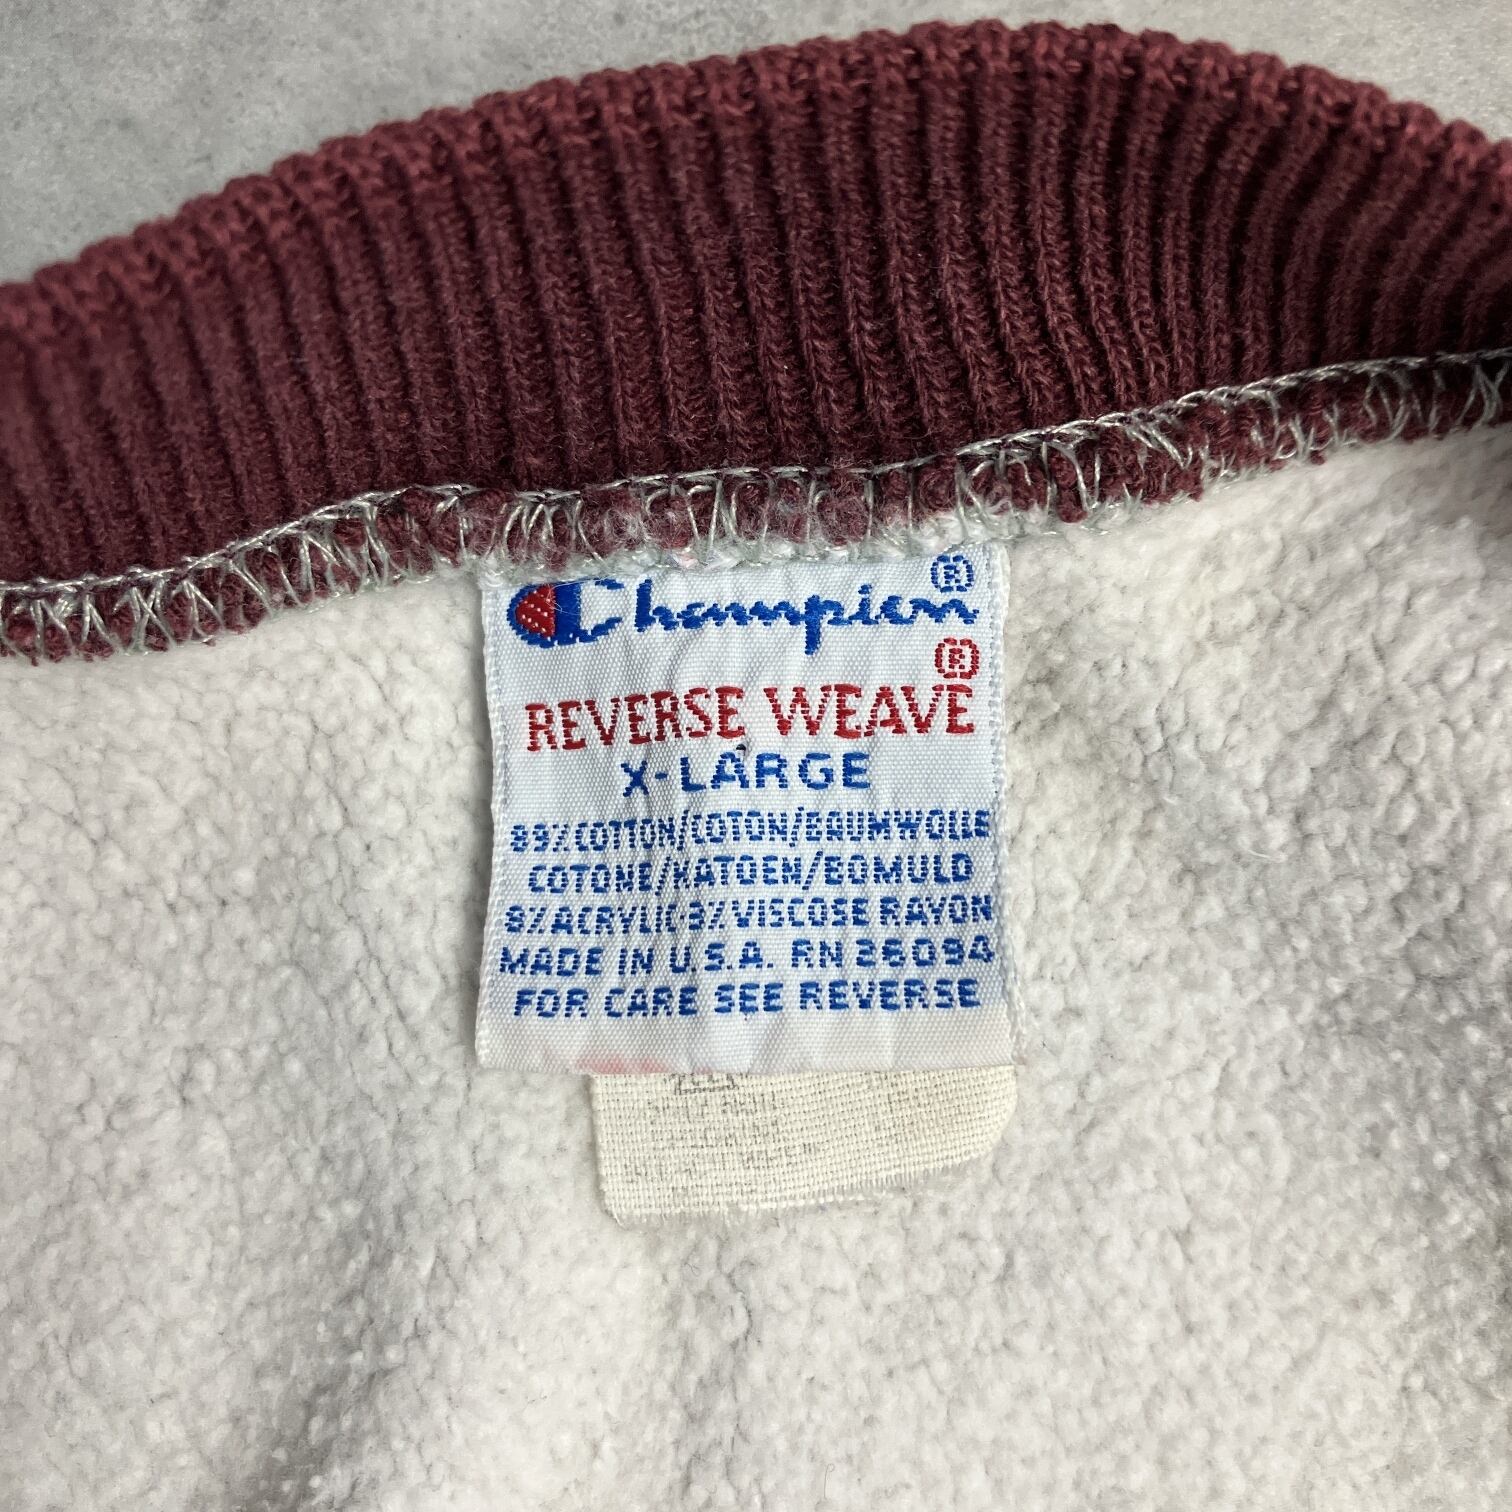 Champion®
®
REVERSE WEAVE
X-LARGE
89% COTTON/COTON/BAUMWOLLE
COTONE/KATOEN/BOMULD
8% ACRYLIC·3% VISCOSE RAYON
MADE IN U.S.A. RN 26094
FOR CARE SEE REVERSE